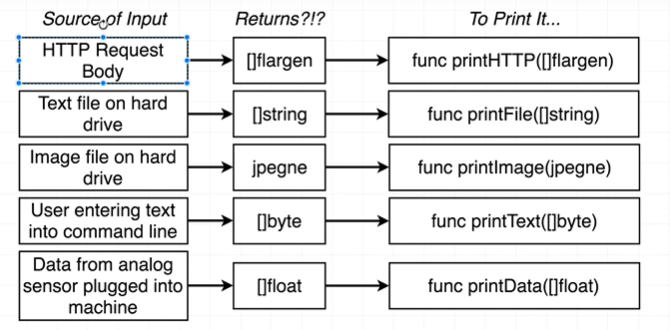 Source of Input Returns?!? To Print It...
HTTP Request
Body
[]flargen
func printHTTP([]flargen)
Text file on hard
drive
[]string
func printFile([]string)
Image file on hard
drive
jpegne
func printImage(jpegne)
User entering text
into command line
[]byte
func printText([]byte)
Data from analog
sensor plugged into
machine
[]float
func printData([]float)